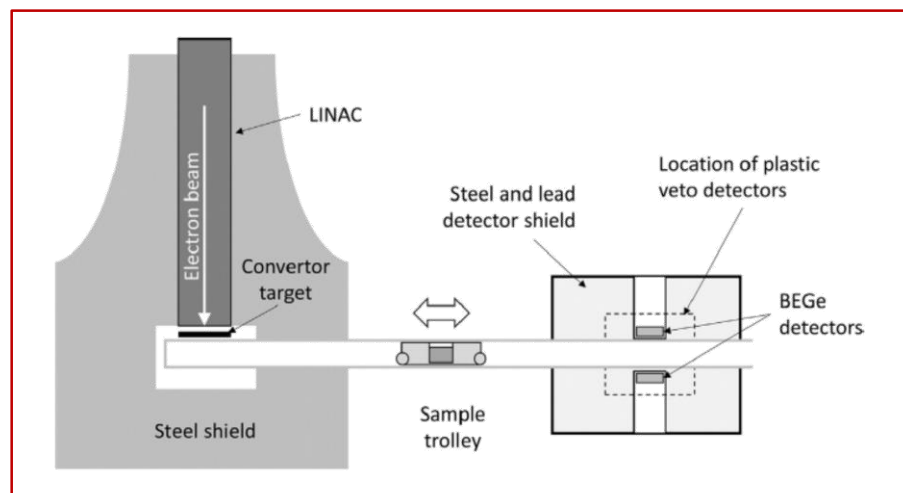 LINAC
Electron beam
Convertor
target
Steel shield
Sample
trolley
Steel and lead
detector shield
Location of plastic
veto detectors
BEGe
detectors